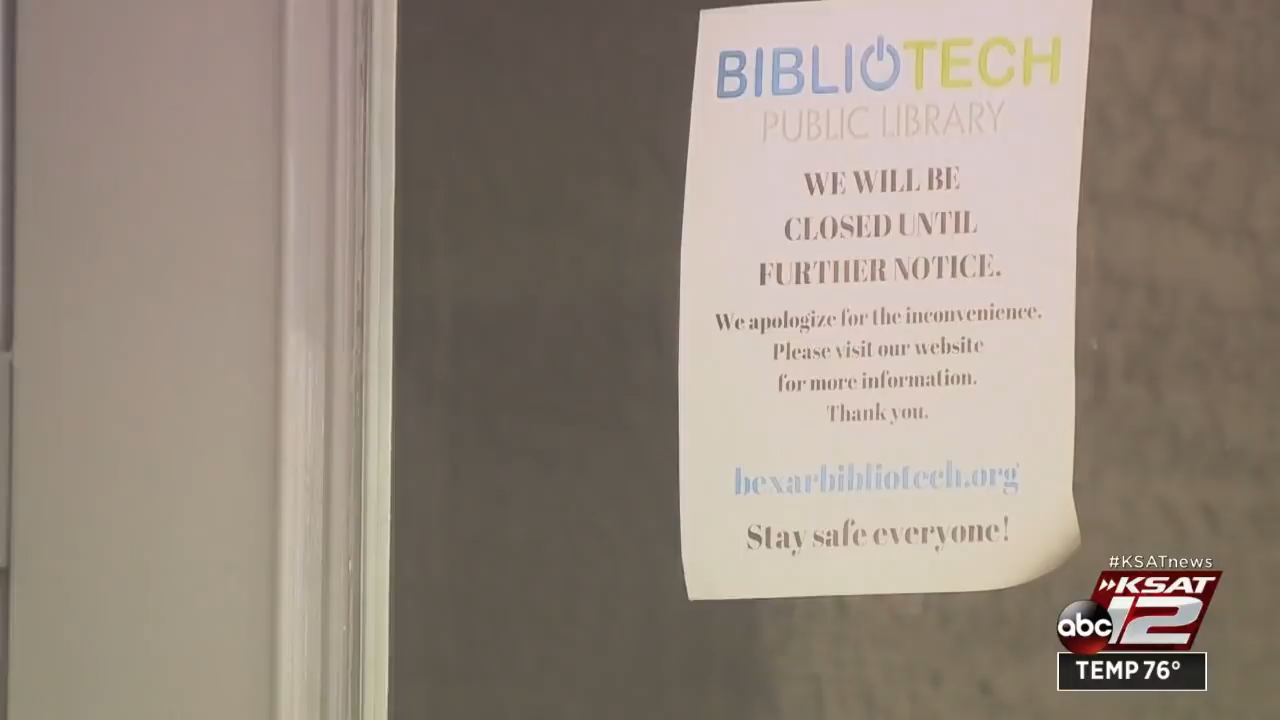 BIBLIOTECH
PUBLIC LIBRARY
WE WILL BE
CLOSED UNTIL
FURTHER NOTICE.
We apologize for the inconvenience.
Please visit our website
for more information.
Thank you.
bexarbibliotech.org
Stay safe everyone!
#KSATnews
KSAT
abc 12
TEMP 76°